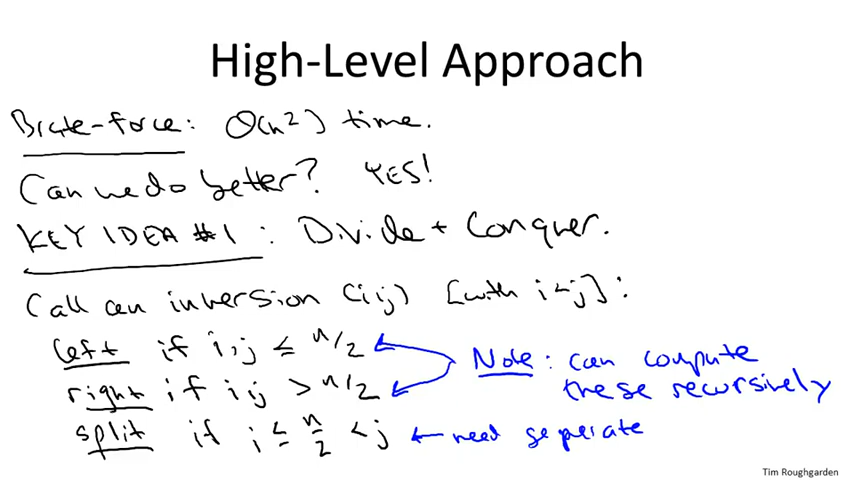 High-Level Approach
Brute-force: Θ(n²) time.
Can we do better? YES!
KEY IDEA #1: Divide + Conquer.
Call an inversion (i,j) [with i<j]:
left if i,j ≤ n/2
Note: can compute
right if i,j > n/2
these recursively
split if i ≤ n/2 < j ← need seperate
Tim Roughgarden